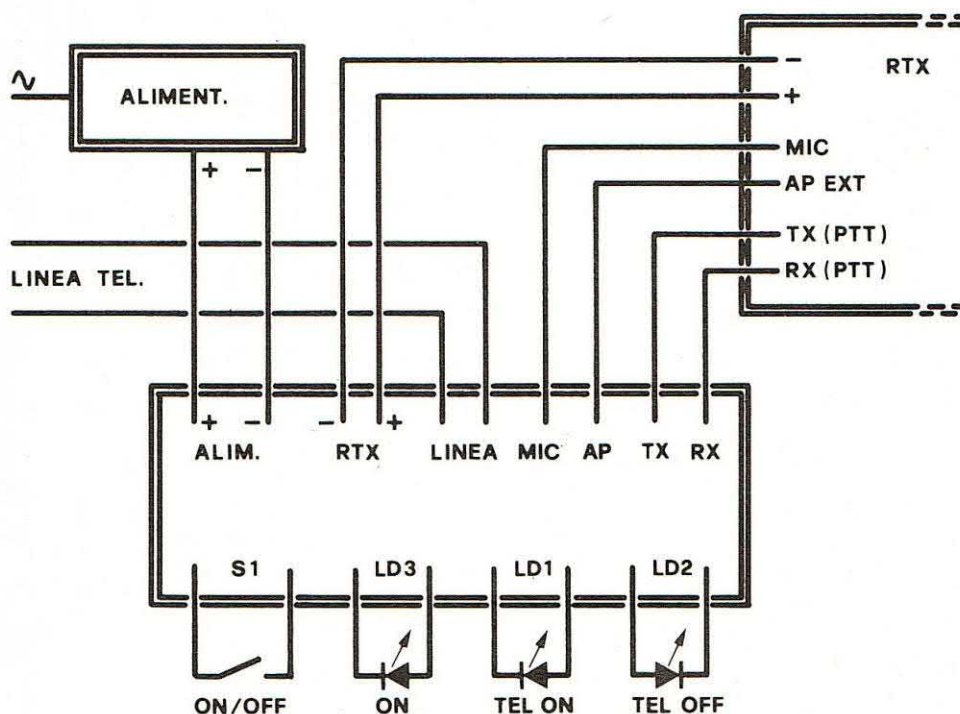 RTX
ALIMENT.
+ -
-
+
MIC
AP EXT
TX (PTT)
RX (PTT)
LINEA TEL.
+ - - +
ALIM. RTX LINEA MIC AP TX RX
S1 LD3 LD1 LD2
ON/OFF ON TEL ON TEL OFF